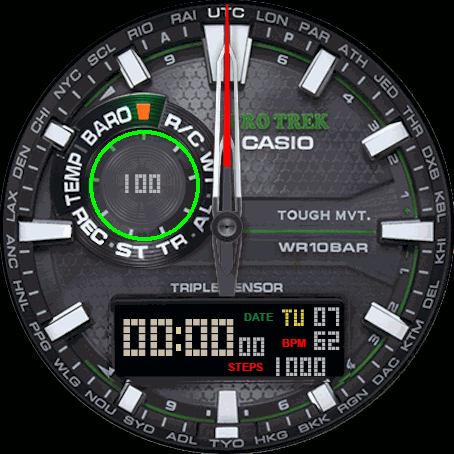 UTC LON PAR ATH JED THR DXB KBL KHI DEL KTM DAC RGN BKK HKG TYO ADL SYD NOU WLG PPG HNL ANC YVR LAX DEN CHI NYC SCL RIO RAI
TEMP BARO R/C
REC ST TR AL
100
RO TREK
CASIO
TOUGH MVT.
WR10BAR
TRIPLE SENSOR
00:00 00
DATE TU 07
BPM 62
STEPS 1000